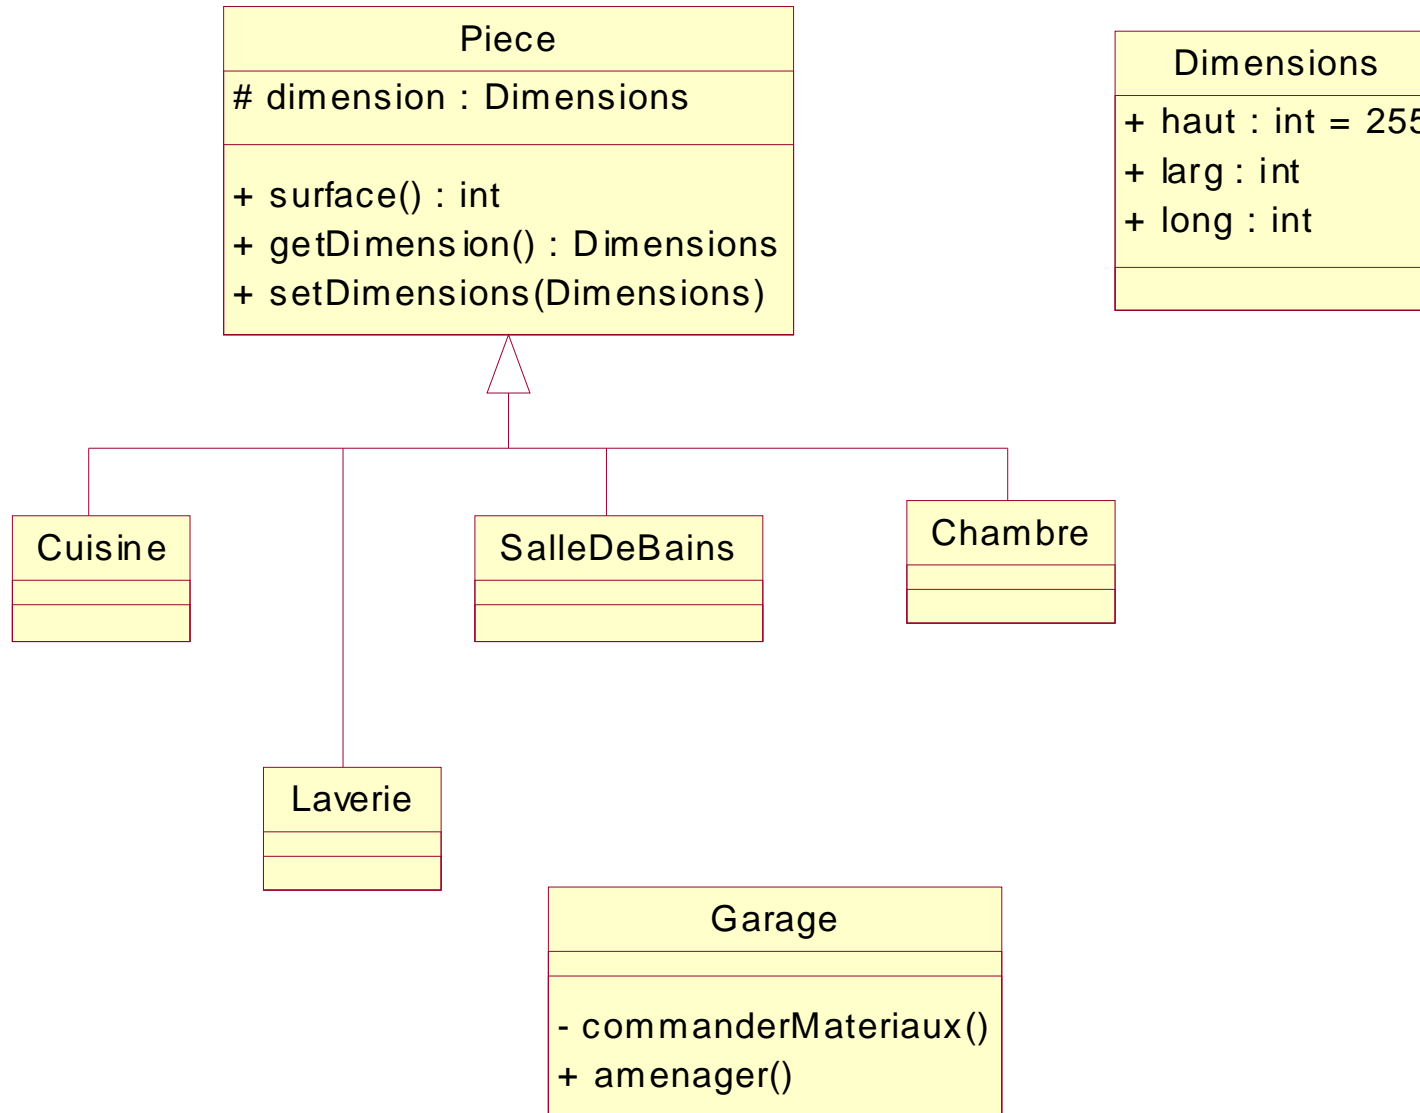 Piece
# dimension : Dimensions
+ surface() : int
+ getDimension() : Dimensions
+ setDimensions(Dimensions)
Dimensions
+ haut : int = 255
+ larg : int
+ long : int
Cuisine
SalleDeBains
Chambre
Laverie
Garage
- commanderMateriaux()
+ amenager()